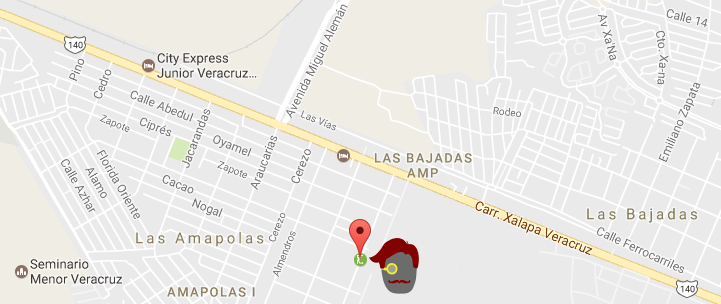 Calle 14
Av Xa'Na
Cto. Xa-na
140
Pino
Cedro
City Express
Junior Veracruz...
Avenida Miguel Alemán
Emiliano Zapata
Calle Abedul
Las Vías
Rodeo
Zapote
Ciprés
Jacarandas
Oyamel
Araucarias
Cerezo
LAS BAJADAS
AMP
Zapote
Florida Oriente
Alamo
Calle Azhar
Cacao
Nogal
Carr. Xalapa Veracruz
Las Bajadas
Cerezo
Almendros
Las Amapolas
Calle Ferrocarriles
Seminario
Menor Veracruz
AMAPOLAS I
140